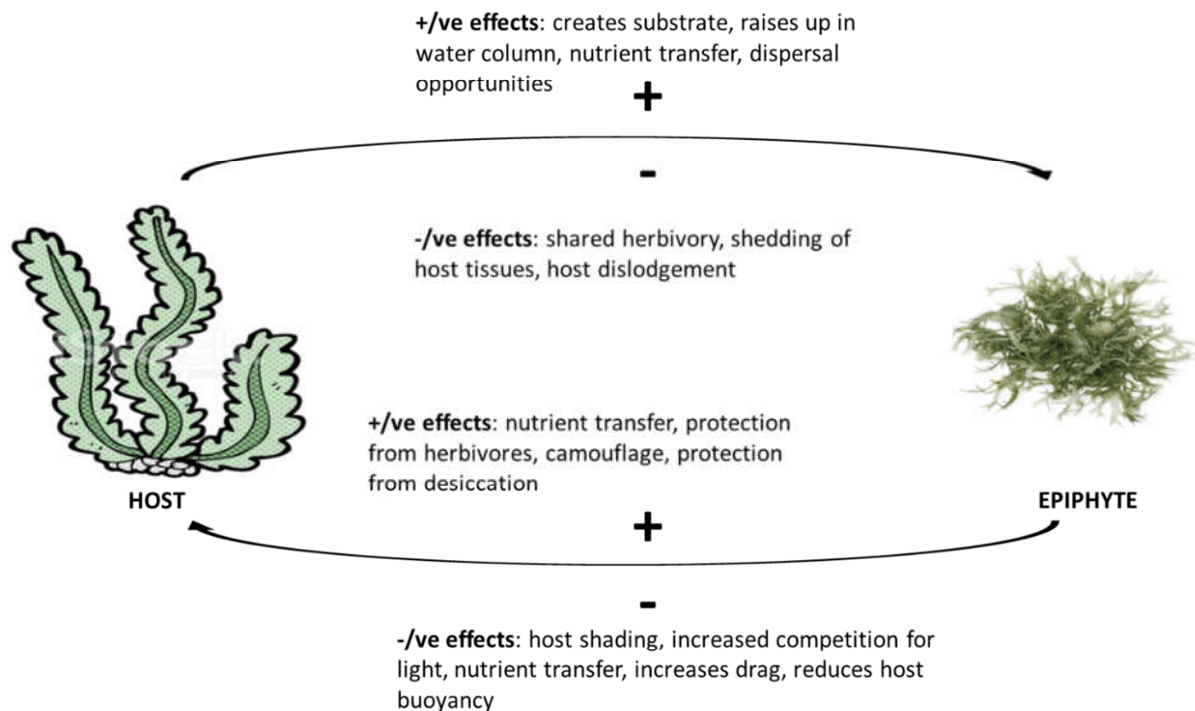 +/ve effects: creates substrate, raises up in
water column, nutrient transfer, dispersal
opportunities
+
-
-/ve effects: shared herbivory, shedding of
host tissues, host dislodgement
+/ve effects: nutrient transfer, protection
from herbivores, camouflage, protection
from desiccation
HOST
EPIPHYTE
+
-
-/ve effects: host shading, increased competition for
light, nutrient transfer, increases drag, reduces host
buoyancy